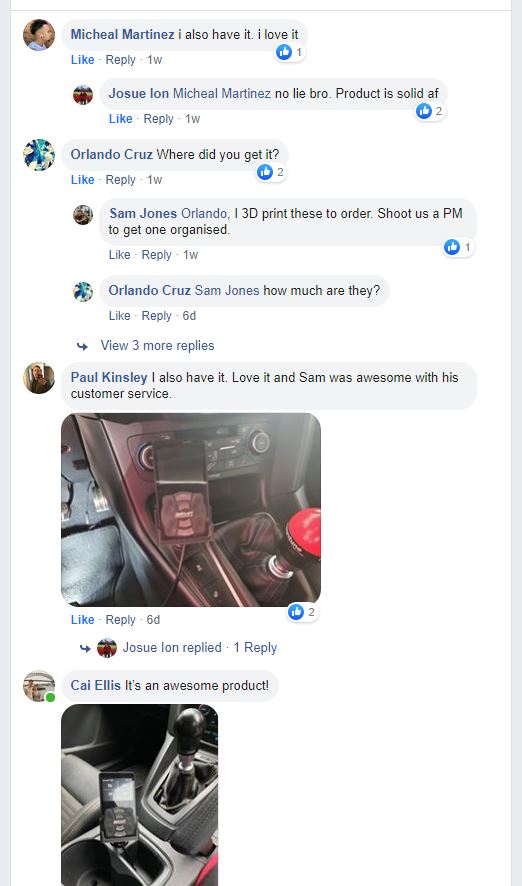 Micheal Martinez i also have it. i love it
Like · Reply · 1w
1
Josue Ion Micheal Martinez no lie bro. Product is solid af
Like · Reply · 1w
2
Orlando Cruz Where did you get it?
Like · Reply · 1w
2
Sam Jones Orlando, I 3D print these to order. Shoot us a PM
to get one organised.
Like · Reply · 1w
1
Orlando Cruz Sam Jones how much are they?
Like · Reply · 6d
View 3 more replies
Paul Kinsley I also have it. Love it and Sam was awesome with his
customer service.
Like · Reply · 6d
2
Josue Ion replied · 1 Reply
Cai Ellis It's an awesome product!